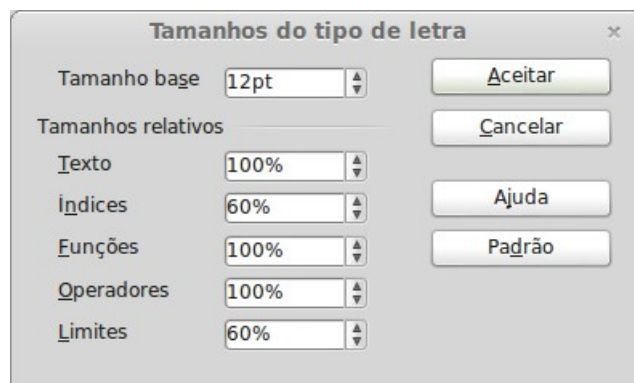 Tamanhos do tipo de letra
Tamanho base 12pt Aceitar
Tamanhos relativos Cancelar
Texto 100%
Índices 60% Ajuda
Funções 100% Padrão
Operadores 100%
Limites 60%